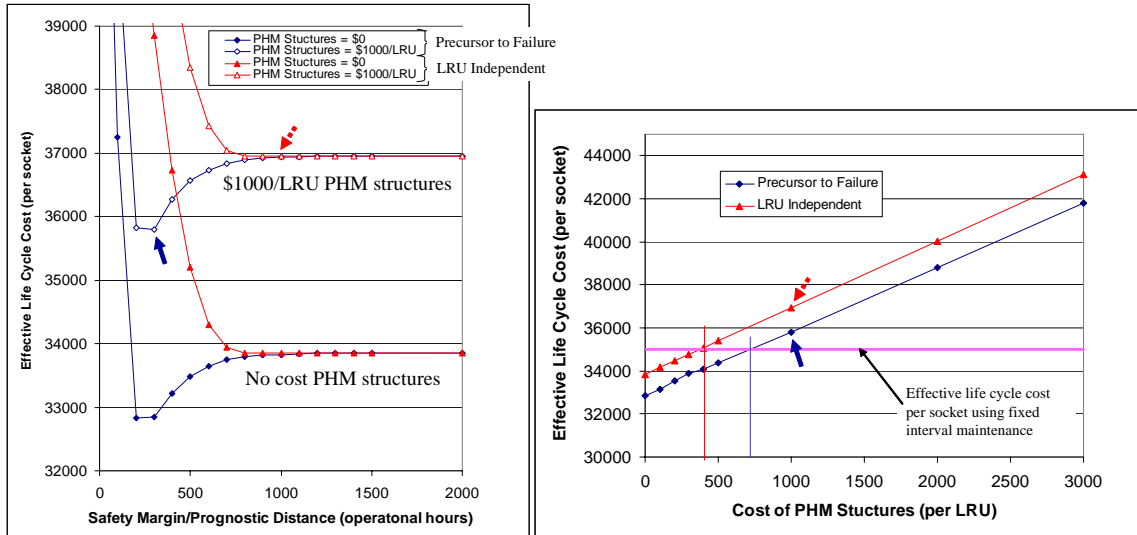 39000
38000
37000
36000
35000
34000
33000
32000
Effective Life Cycle Cost (per socket)
PHM Stuctures = $0
PHM Stuctures = $1000/LRU
PHM Stuctures = $0
PHM Stuctures = $1000/LRU
Precursor to Failure
LRU Independent
$1000/LRU PHM structures
No cost PHM structures
0 500 1000 1500 2000
Safety Margin/Prognostic Distance (operatonal hours)
44000
42000
40000
38000
36000
34000
32000
30000
Effective Life Cycle Cost (per socket)
Precursor to Failure
LRU Independent
Effective life cycle cost
per socket using fixed
interval maintenance
0 500 1000 1500 2000 2500 3000
Cost of PHM Stuctures (per LRU)